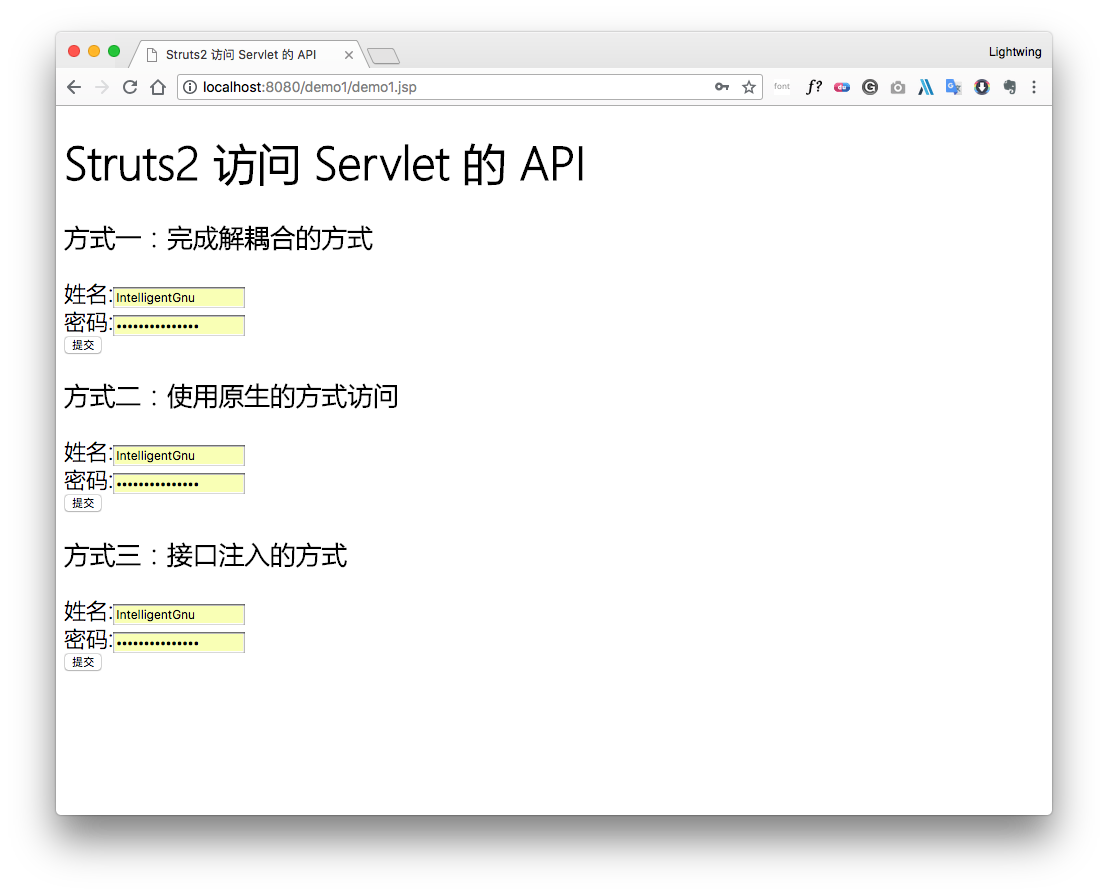 Struts2 访问 Servlet 的 API
Lightwing
localhost:8080/demo1/demo1.jsp
font
f?
du
G
Struts2 访问 Servlet 的 API
方式一：完成解耦合的方式
姓名:IntelligentGnu
密码:•••••••••••••••
提交
方式二：使用原生的方式访问
姓名:IntelligentGnu
密码:•••••••••••••••
提交
方式三：接口注入的方式
姓名:IntelligentGnu
密码:•••••••••••••••
提交